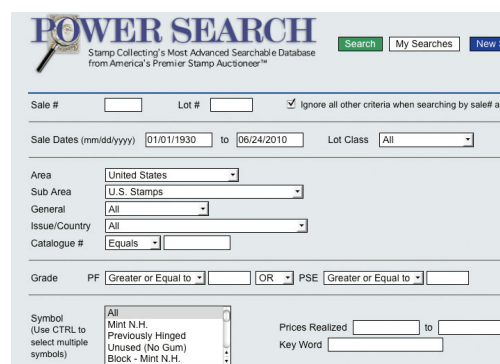 POWER SEARCH
Stamp Collecting's Most Advanced Searchable Database
from America's Premier Stamp Auctioneer™
Search My Searches New
Sale # Lot # Ignore all other criteria when searching by sale# a
Sale Dates (mm/dd/yyyy) 01/01/1930 to 06/24/2010 Lot Class All
Area United States
Sub Area U.S. Stamps
General All
Issue/Country All
Catalogue # Equals
Grade PF Greater or Equal to OR PSE Greater or Equal to
Symbol
(Use CTRL to
select multiple
symbols)
All
Mint N.H.
Previously Hinged
Unused (No Gum)
Block - Mint N.H.
Prices Realized to
Key Word